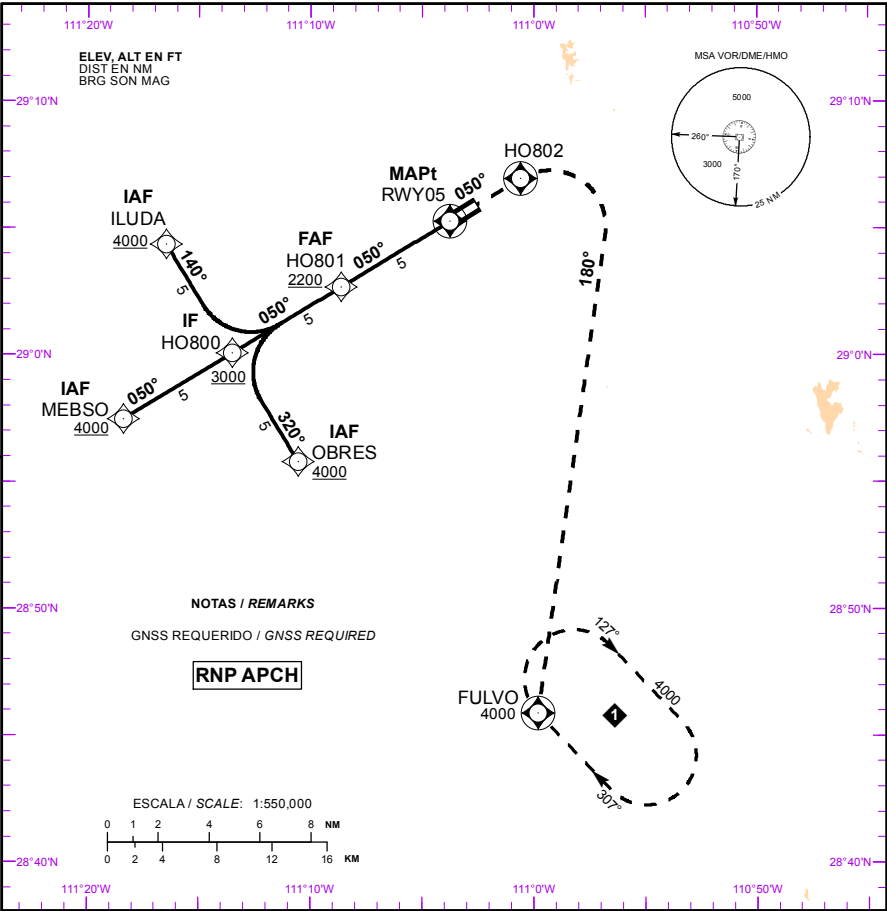 111°20'W
111°10'W
111°0'W
110°50'W
ELEV, ALT EN FT
DIST EN NM
BRG SON MAG
MSA VOR/DME/HMO
5000
260°
3000
170°
25 NM
29°10'N
29°10'N
HO802
MAPt
RWY05
050°
IAF
ILUDA
4000
140°
5
FAF
HO801
2200
050°
5
180°
050°
5
IF
HO800
3000
29°0'N
29°0'N
IAF
MEBSO
4000
050°
5
320°
5
IAF
OBRES
4000
28°50'N
28°50'N
NOTAS / REMARKS
GNSS REQUERIDO / GNSS REQUIRED
RNP APCH
127°
4000
FULVO
4000
1
307°
ESCALA / SCALE: 1:550,000
0 1 2 4 6 8 NM
0 2 4 8 12 16 KM
28°40'N
28°40'N
111°20'W
111°10'W
111°0'W
110°50'W